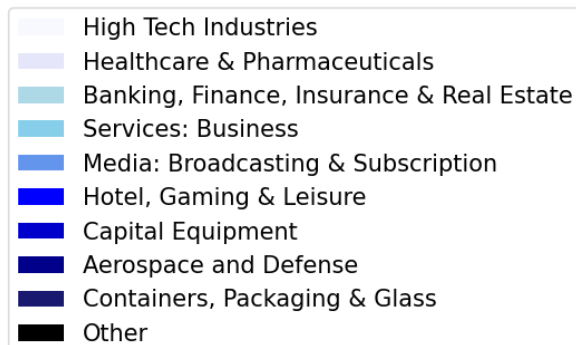 High Tech Industries
Healthcare & Pharmaceuticals
Banking, Finance, Insurance & Real Estate
Services: Business
Media: Broadcasting & Subscription
Hotel, Gaming & Leisure
Capital Equipment
Aerospace and Defense
Containers, Packaging & Glass
Other